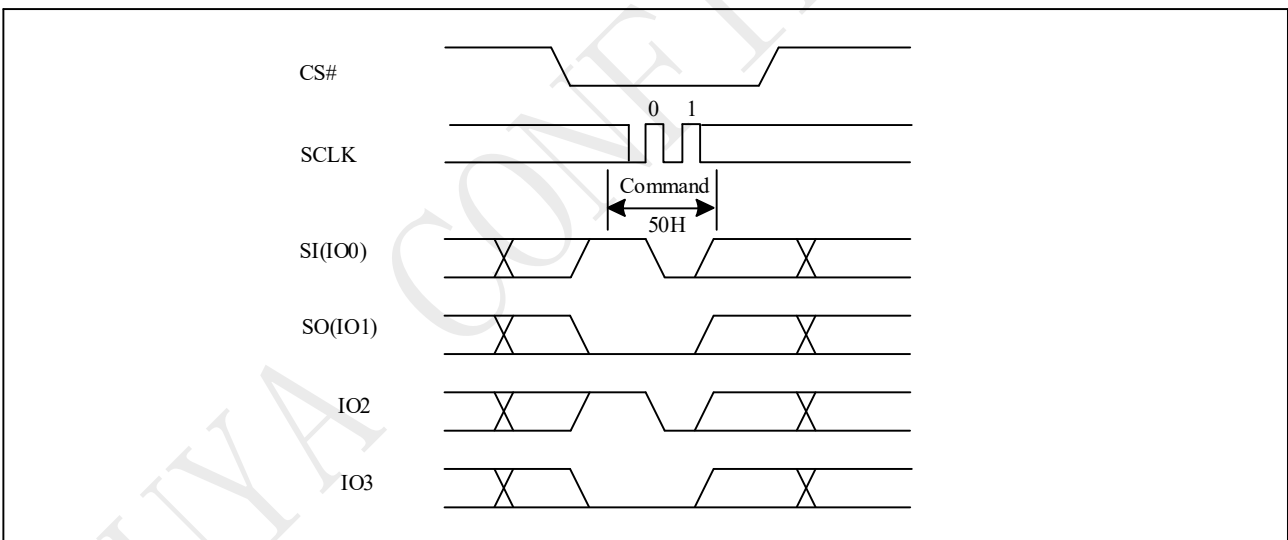 CS#
0 1
SCLK
Command
50H
SI(IO0)
SO(IO1)
IO2
IO3